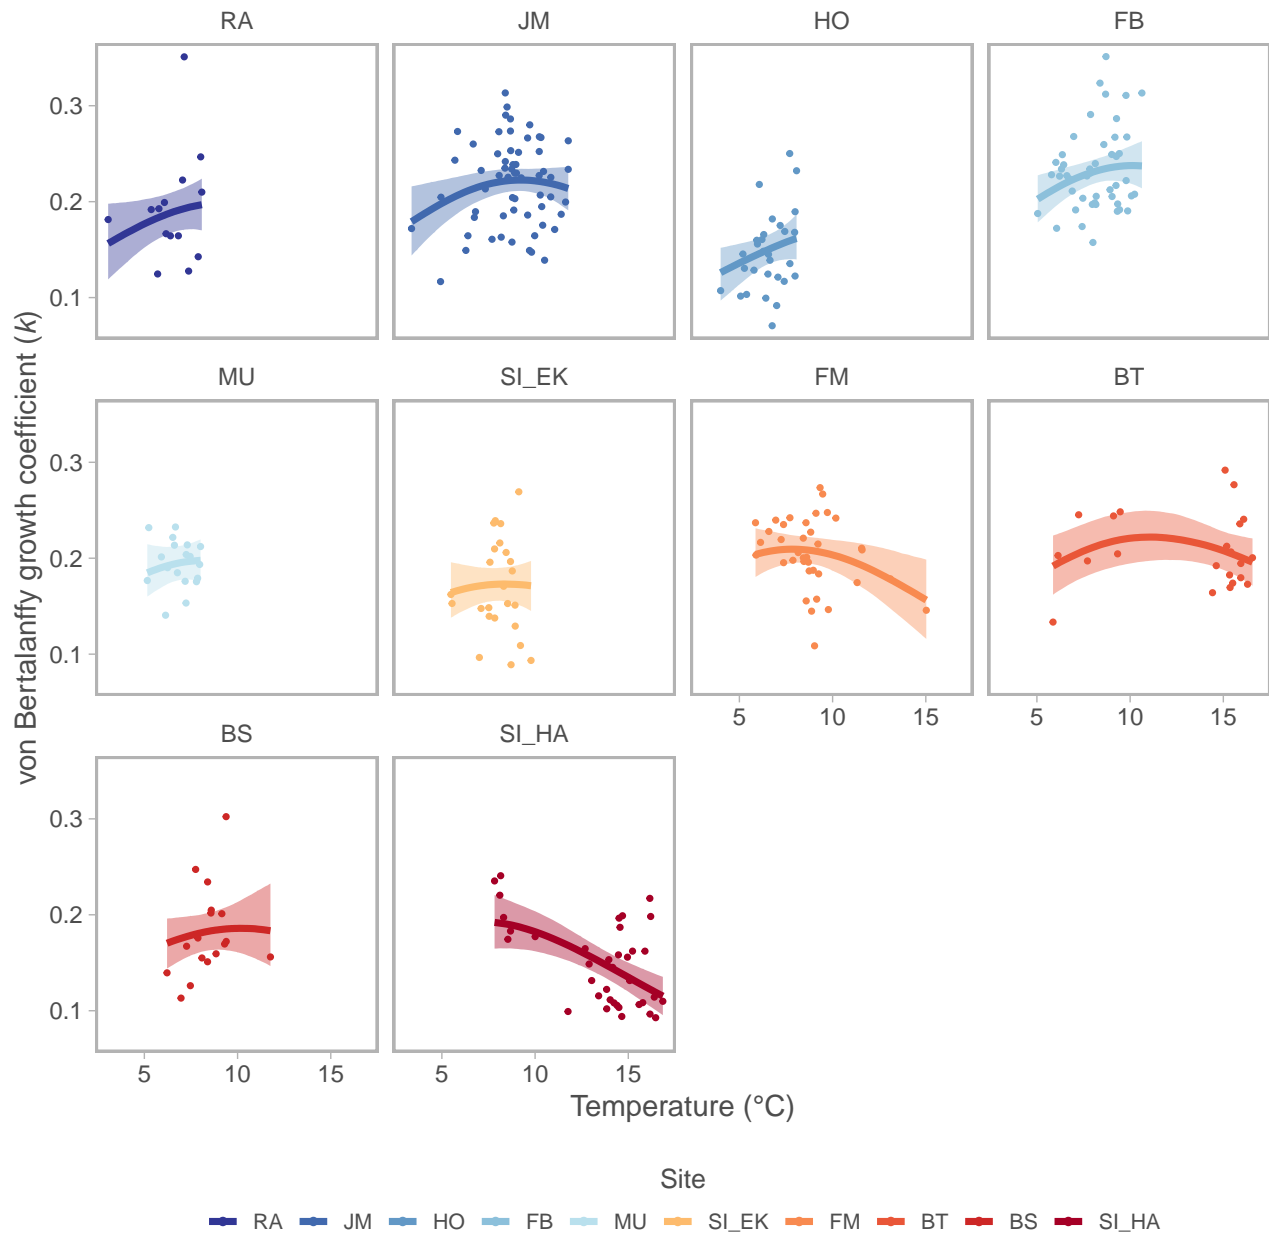 RA JM HO FB
0.3
0.2
0.1
MU SI_EK FM BT
0.3
0.2
0.1
5 10 15 5 10 15
BS SI_HA
0.3
0.2
0.1
5 10 15 5 10 15
von Bertalanffy growth coefficient (k)
Temperature (°C)
Site
RA JM HO FB MU SI_EK FM BT BS SI_HA